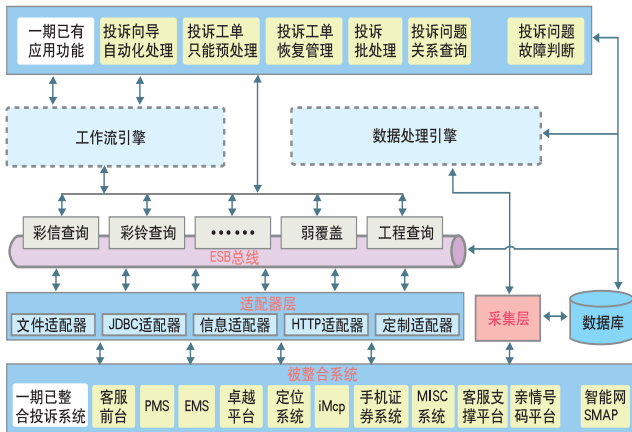 一期已有
应用功能
投诉向导
自动化处理
投诉工单
只能预处理
投诉工单
恢复管理
投诉
批处理
投诉问题
关系查询
投诉问题
故障判断
工作流引擎
数据处理引擎
彩信查询
彩铃查询
••••••
弱覆盖
工程查询
ESB总线
适配器层
文件适配器
JDBC适配器
信息适配器
HTTP适配器
定制适配器
采集层
数据库
被整合系统
一期已整
合投诉系统
客服
前台
PMS
EMS
卓越
平台
定位
系统
iMcp
手机证
券系统
MISC
系统
客服支
撑平台
亲情号
码平台
智能网
SMAP